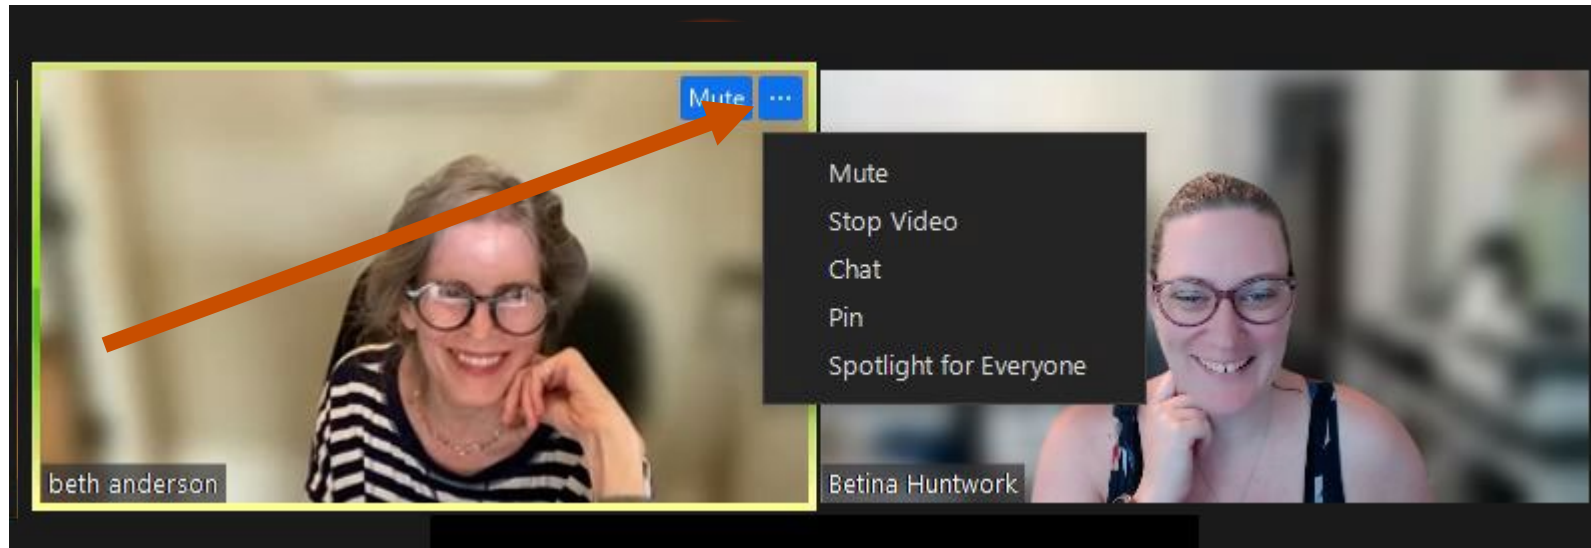 Mute ...
Mute
Stop Video
Chat
Pin
Spotlight for Everyone
beth anderson
Betina Huntwork